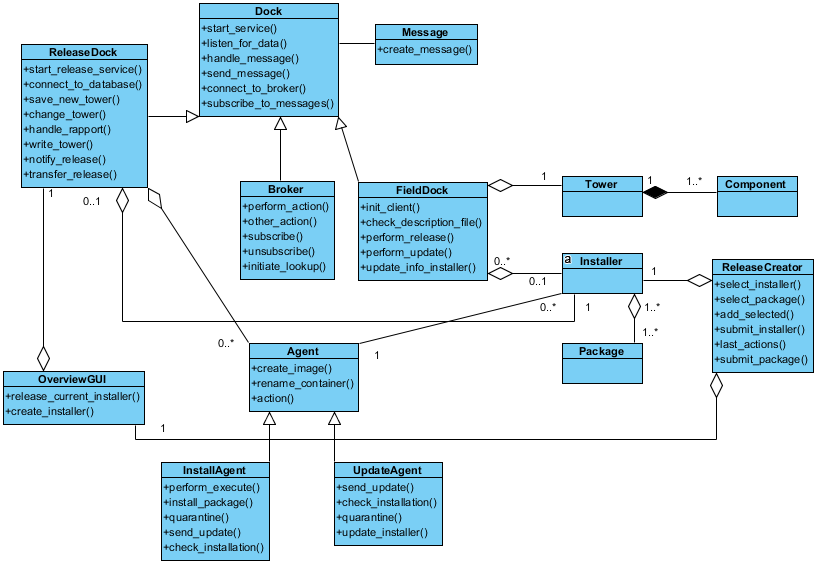 Dock
+start_service()
+listen_for_data()
+handle_message()
+send_message()
+connect_to_broker()
+subscribe_to_messages()
Message
+create_message()
ReleaseDock
+start_release_service()
+connect_to_database()
+save_new_tower()
+change_tower()
+handle_rapport()
+write_tower()
+notify_release()
+transfer_release()
1
0..1
Broker
+perform_action()
+other_action()
+subscribe()
+unsubscribe()
+initiate_lookup()
FieldDock
+init_client()
+check_description_file()
+perform_release()
+perform_update()
+update_info_installer()
1
Tower
1
1..*
Component
0..*
0..1
a
Installer
1
0..*
1
1..*
1..*
ReleaseCreator
+select_installer()
+select_package()
+add_selected()
+submit_installer()
+last_actions()
+submit_package()
Package
0..*
1
Agent
+create_image()
+rename_container()
+action()
OverviewGUI
+release_current_installer()
+create_installer()
1
InstallAgent
+perform_execute()
+install_package()
+quarantine()
+send_update()
+check_installation()
UpdateAgent
+send_update()
+check_installation()
+quarantine()
+update_installer()